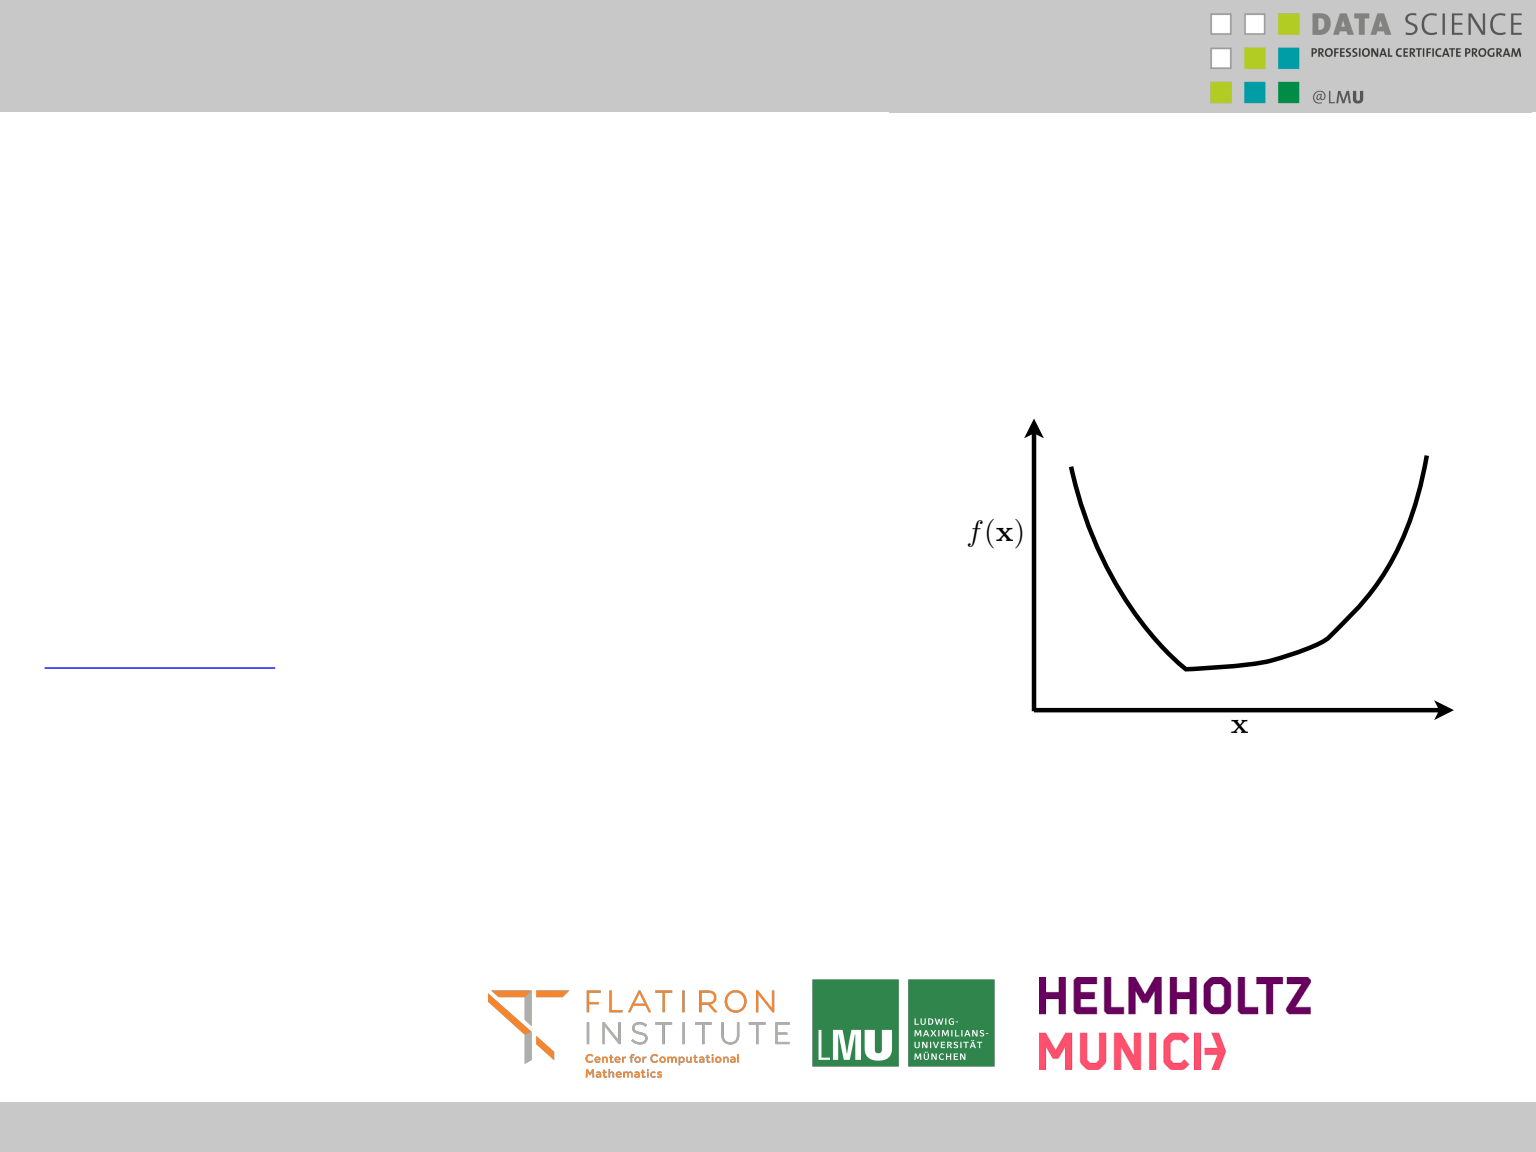 DATA SCIENCE
PROFESSIONAL CERTIFICATE PROGRAM
@LMU
f(x)
x
FLATIRON
INSTITUTE
Center for Computational
Mathematics
LMU
LUDWIG-
MAXIMILIANS-
UNIVERSITÄT
MÜNCHEN
HELMHOLTZ
MUNICH